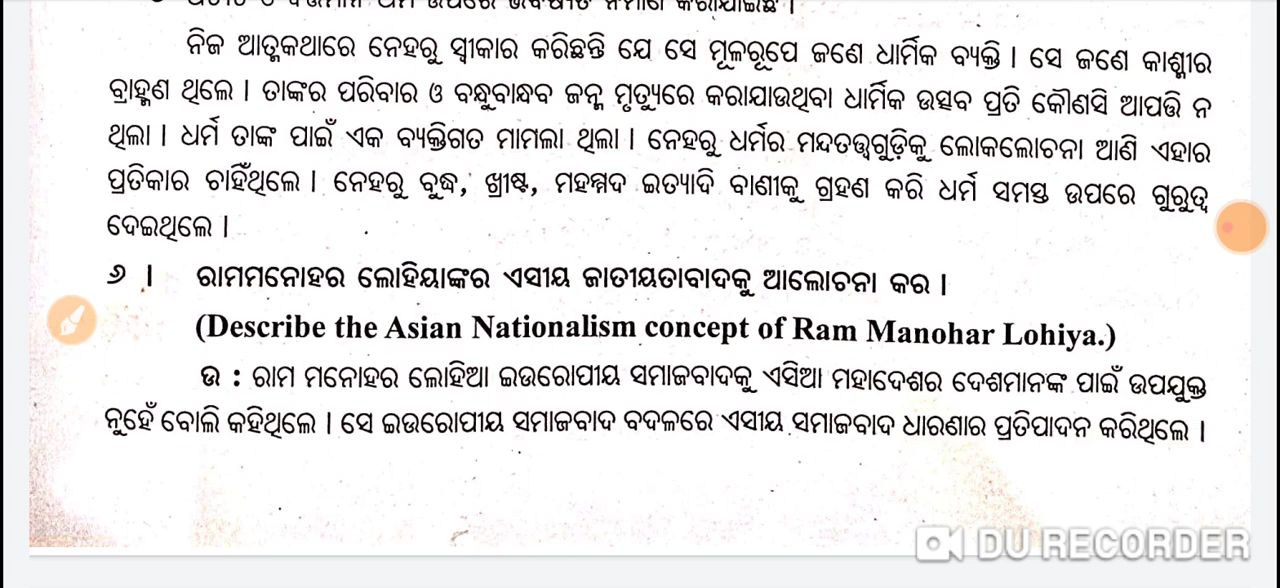 ନିଜ ଆତ୍ମକଥାରେ ନେହରୁ ସ୍ୱୀକାର କରିଛନ୍ତି ଯେ ସେ ମୂଳରୂପେ ଜଣେ ଧାର୍ମିକ ବ୍ୟକ୍ତି । ସେ ଜଣେ କାଶ୍ମୀର
ବ୍ରାହ୍ମଣ ଥିଲେ । ତାଙ୍କର ପରିବାର ଓ ବନ୍ଧୁବାନ୍ଧବ ଜନ୍ମ ମୃତ୍ୟୁରେ କରାଯାଉଥିବା ଧାର୍ମିକ ଉତ୍ସବ ପ୍ରତି କୌଣସି ଆପତ୍ତି ନ
ଥିଲା । ଧର୍ମ ତାଙ୍କ ପାଇଁ ଏକ ବ୍ୟକ୍ତିଗତ ମାମଲା ଥିଲା । ନେହରୁ ଧର୍ମର ମନ୍ଦତତ୍ତ୍ୱଗୁଡ଼ିକୁ ଲୋକଲୋଚନା ଆଣି ଏହାର
ପ୍ରତିକାର ଚାହିଁଥିଲେ । ନେହରୁ ବୁଦ୍ଧ, ଖ୍ରୀଷ୍ଟ, ମହମ୍ମଦ ଇତ୍ୟାଦି ବାଣୀକୁ ଗ୍ରହଣ କରି ଧର୍ମ ସମସ୍ତ ଉପରେ ଗୁରୁତ୍ୱ
ଦେଇଥିଲେ ।
୬ । ରାମମନୋହର ଲୋହିୟାଙ୍କର ଏସୀୟ ଜାତୀୟତାବାଦକୁ ଆଲୋଚନା କର ।
(Describe the Asian Nationalism concept of Ram Manohar Lohiya.)
ଉ : ରାମ ମନୋହର ଲୋହିଆ ଇଉରୋପୀୟ ସମାଜବାଦକୁ ଏସିଆ ମହାଦେଶର ଦେଶମାନଙ୍କ ପାଇଁ ଉପଯୁକ୍ତ
ନୁହେଁ ବୋଲି କହିଥିଲେ । ସେ ଇଉରୋପୀୟ ସମାଜବାଦ ବଦଳରେ ଏସୀୟ ସମାଜବାଦ ଧାରଣାର ପ୍ରତିପାଦନ କରିଥିଲେ ।
DU RECORDER